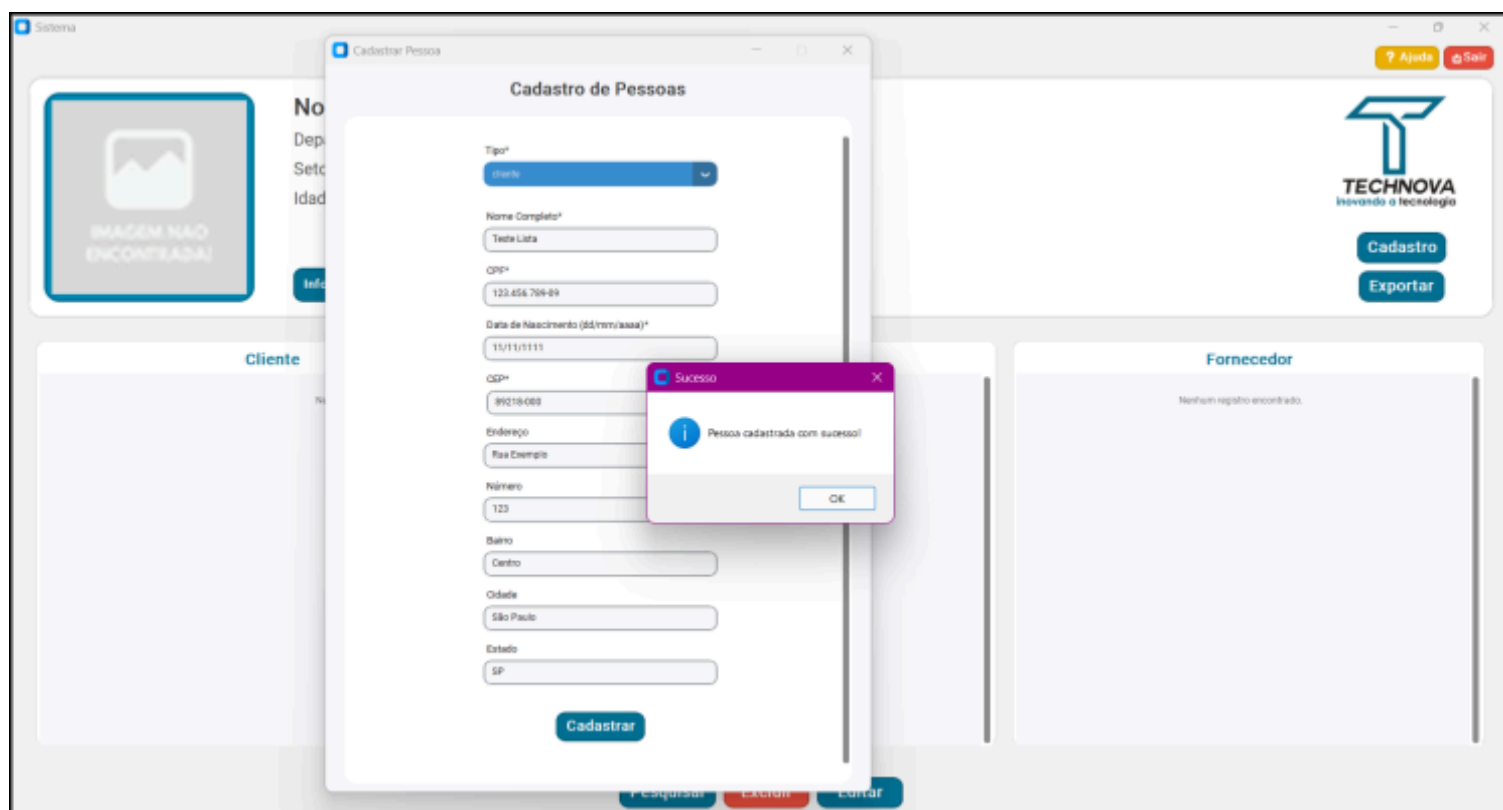 Sistema
? Ajuda
Sair
Cadastrar Pessoa
Cadastro de Pessoas
No
Depa
Seto
Idad
IMAGEM NAO
ENCONTRADA!
Info
TECHNOVA
inovando a tecnologia
Cadastro
Exportar
Tipo*
cliente
Nome Completo*
Teste Lista
CPF*
123.456.789-09
Data de Nascimento (dd/mm/aaaa)*
11/11/1111
CEP*
89218-000
Endereço
Rua Exemplo
Número
123
Bairro
Centro
Cidade
São Paulo
Estado
SP
Cadastrar
Sucesso
Pessoa cadastrada com sucesso!
OK
Cliente
Fornecedor
Nenhum registro encontrado.
Pesquisar
Excluir
Editar